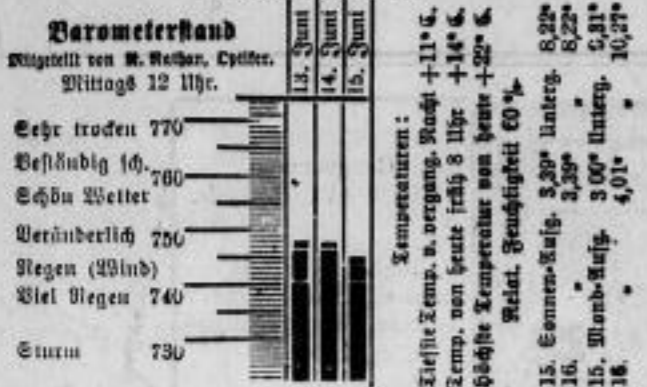 Barometerstand
Mitgeteilt von R. Nathan, Optiker.
Mittags 12 Uhr.
13. Juni
14. Juni
15. Juni
Sehr trocken 770
Beständig sch. 760
Schön Wetter
Veränderlich 750
Regen (Wind)
Viel Regen 740
Sturm 730
Temperaturen:
Tiefste Temp. v. vergang. Nacht +11° C.
Temp. von heute früh 8 Uhr +14° C.
Höchste Temperatur von heute +22° C.
Relat. Feuchtigkeit 60 %.
15. Sonnen-Aufg. 3,39* Unterg. 8,22*
16. " 3,39* " 8,22*
15. Mond-Aufg. 3 00* Unterg. 9,31*
16. " 4,01* " 10,27*